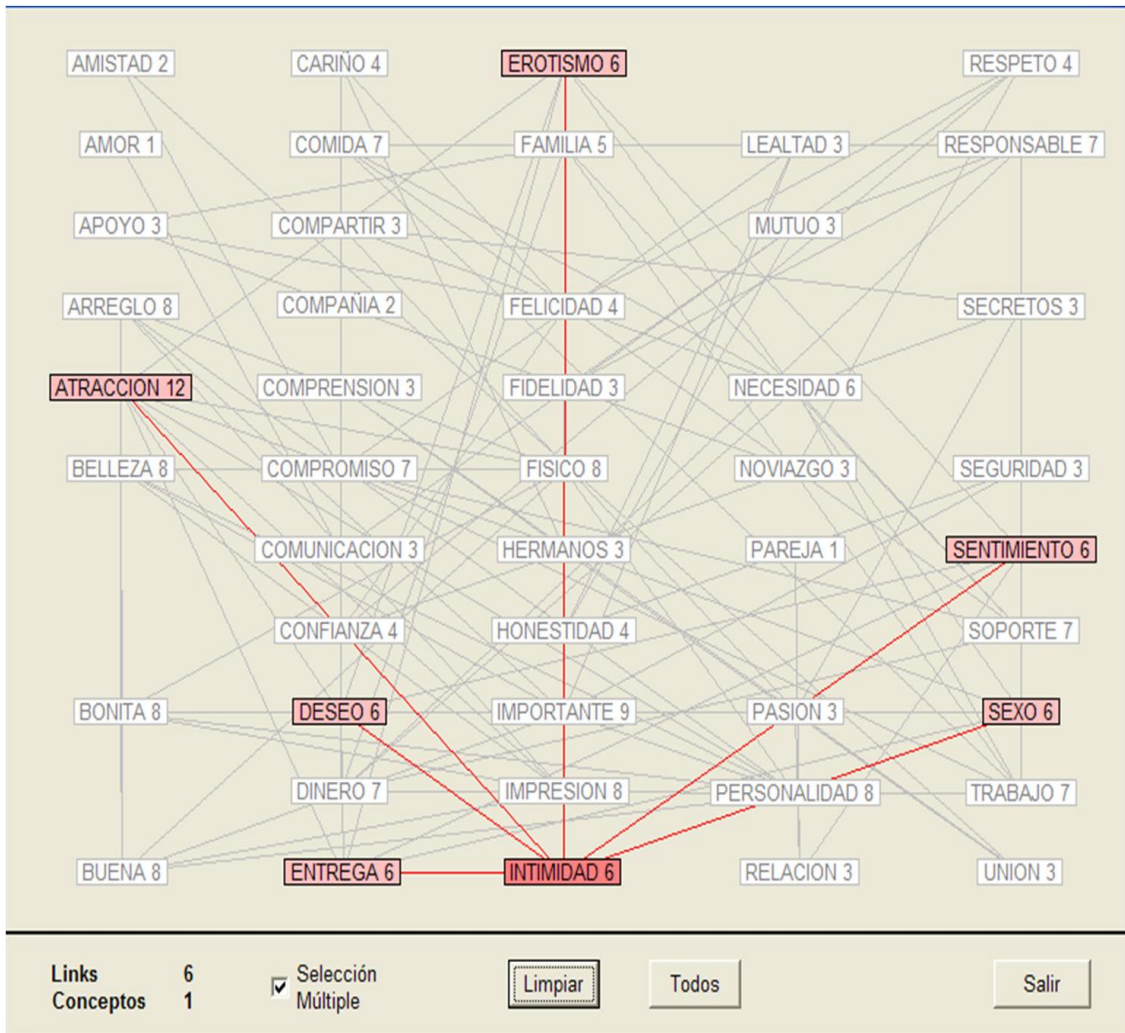 AMISTAD 2 CARIÑO 4 EROTISMO 6 RESPETO 4
AMOR 1 COMIDA 7 FAMILIA 5 LEALTAD 3 RESPONSABLE 7
APOYO 3 COMPARTIR 3 MUTUO 3
ARREGLO 8 COMPAÑIA 2 FELICIDAD 4 SECRETOS 3
ATRACCION 12 COMPRENSION 3 FIDELIDAD 3 NECESIDAD 6
BELLEZA 8 COMPROMISO 7 FISICO 8 NOVIAZGO 3 SEGURIDAD 3
COMUNICACION 3 HERMANOS 3 PAREJA 1 SENTIMIENTO 6
CONFIANZA 4 HONESTIDAD 4 SOPORTE 7
BONITA 8 DESEO 6 IMPORTANTE 9 PASION 3 SEXO 6
DINERO 7 IMPRESION 8 PERSONALIDAD 8 TRABAJO 7
BUENA 8 ENTREGA 6 INTIMIDAD 6 RELACION 3 UNION 3
Links 6
Conceptos 1
Selección
Múltiple
Limpiar
Todos
Salir